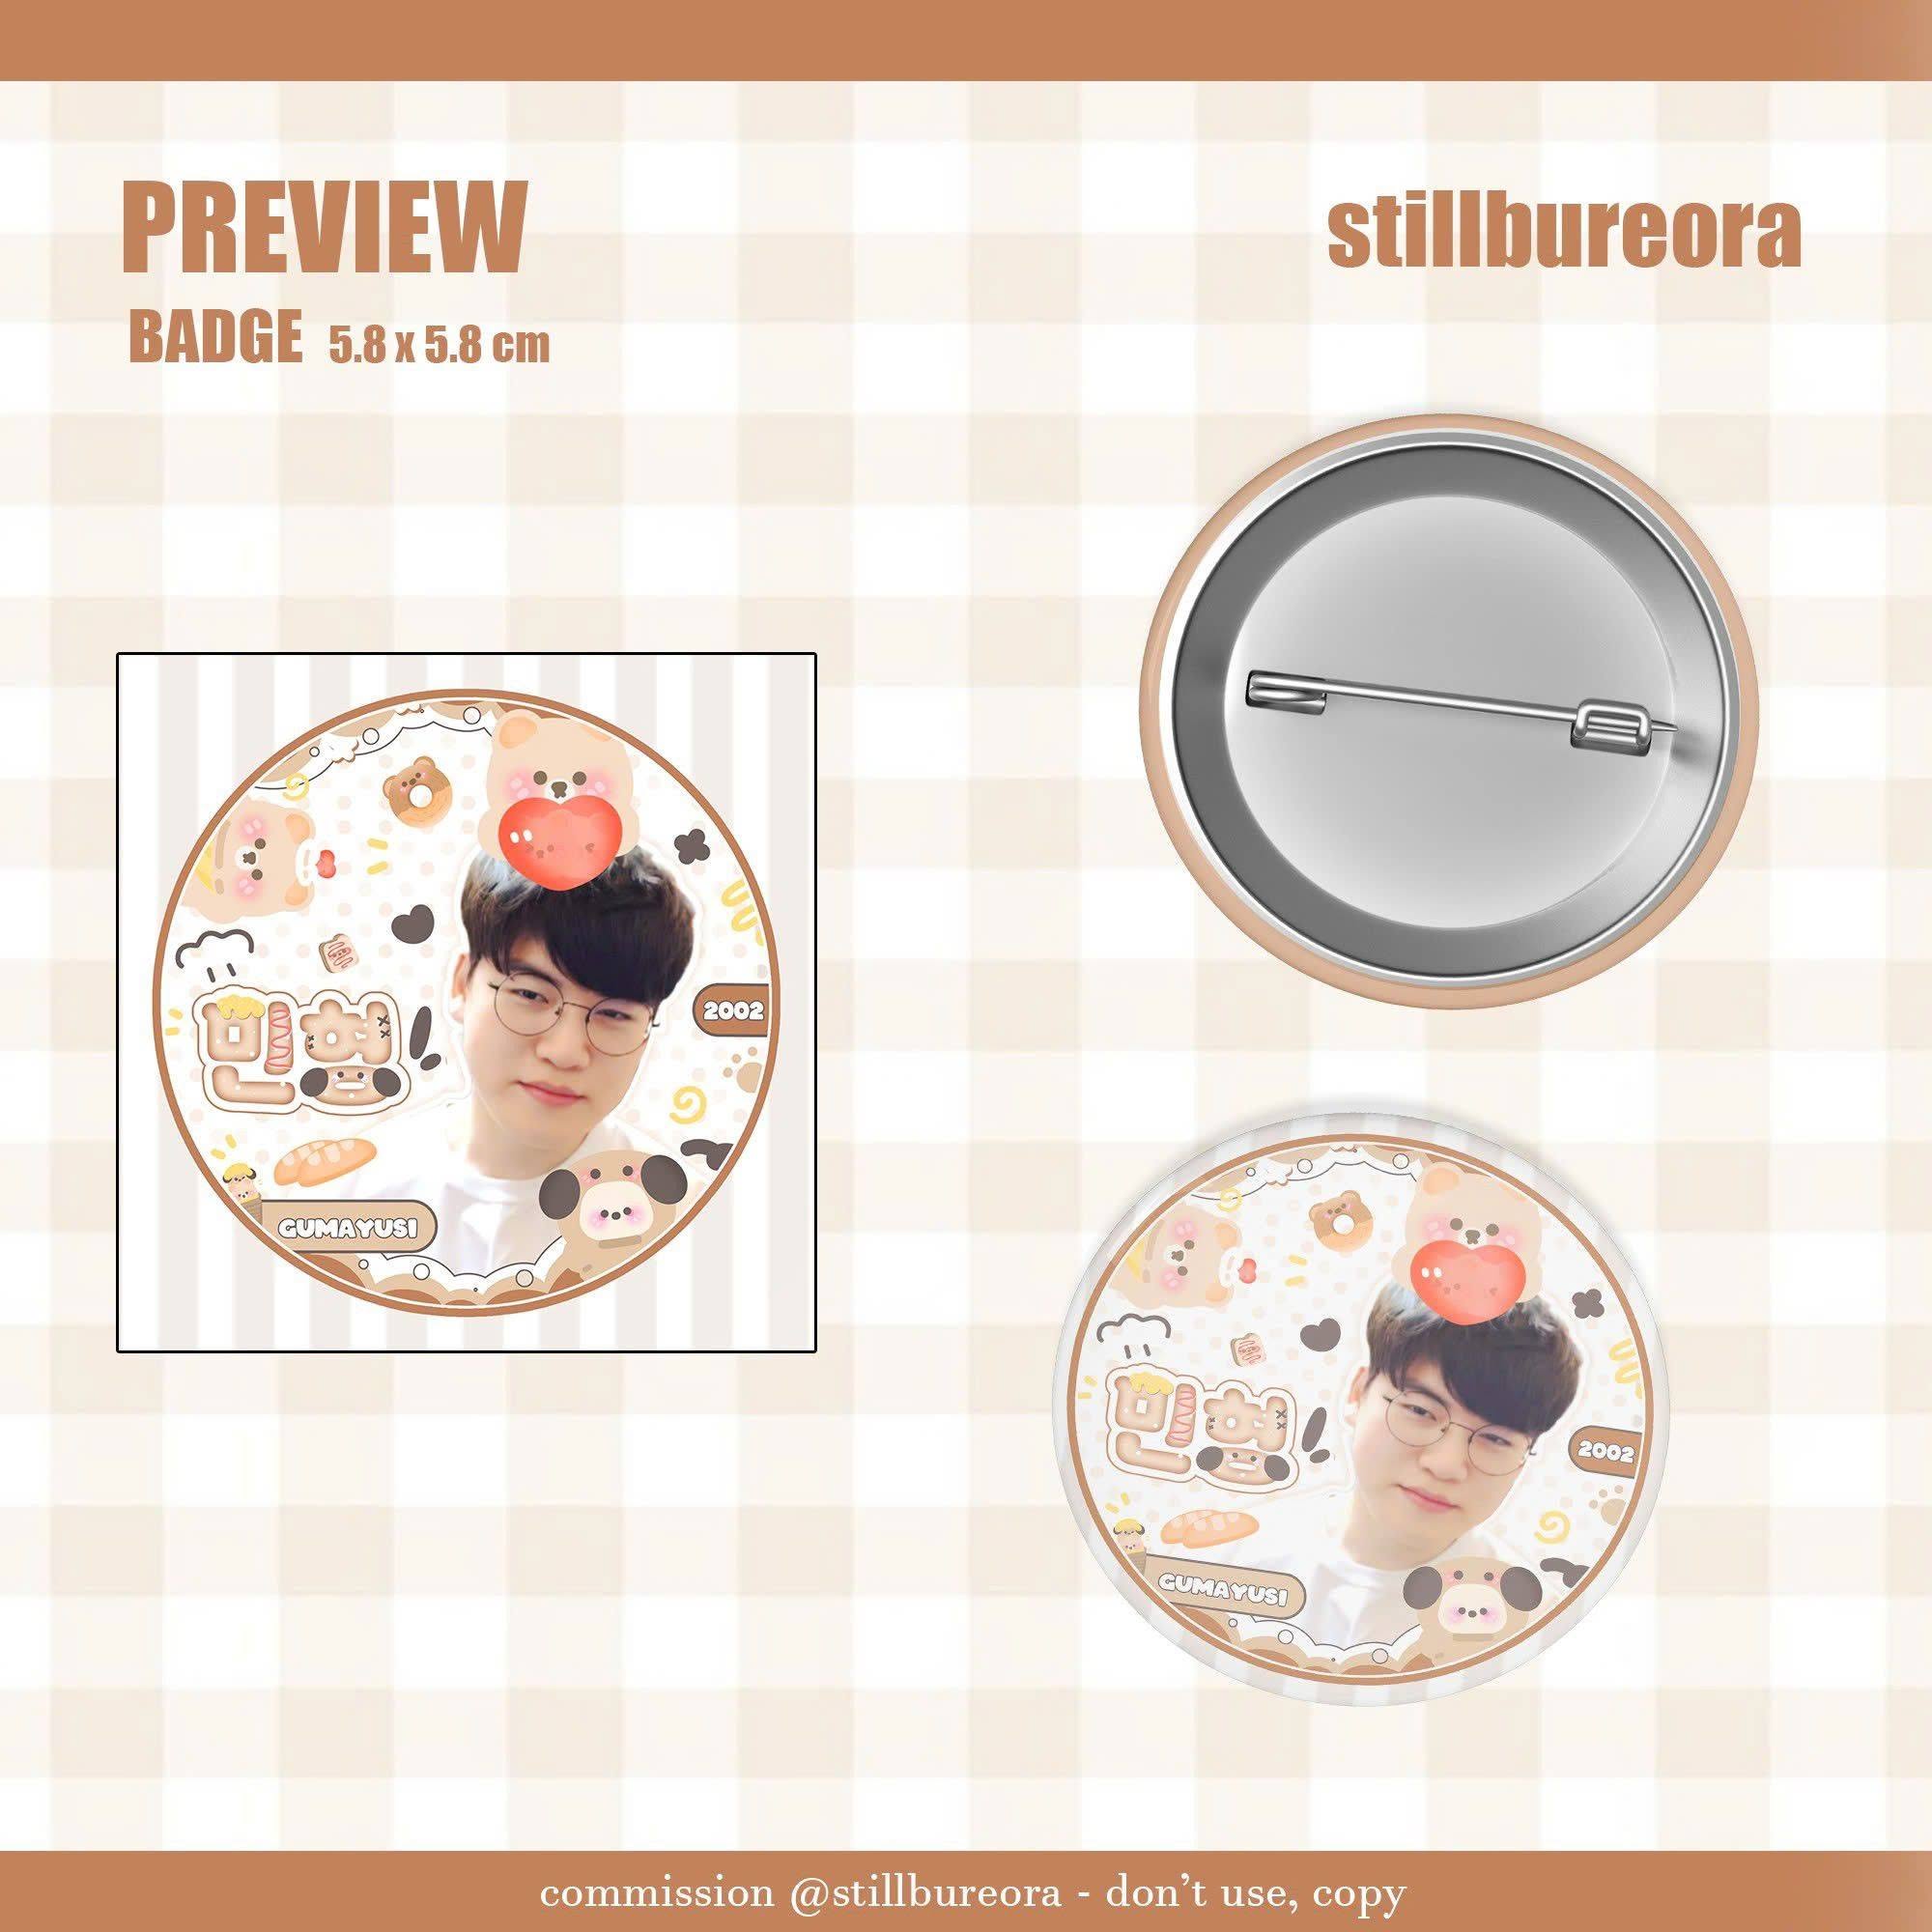 PREVIEW
stillbureora
BADGE 5.8 x 5.8 cm
2002
민형
GUMAYUSI
2002
민형
GUMAYUSI
commission @stillbureora - don't use, copy